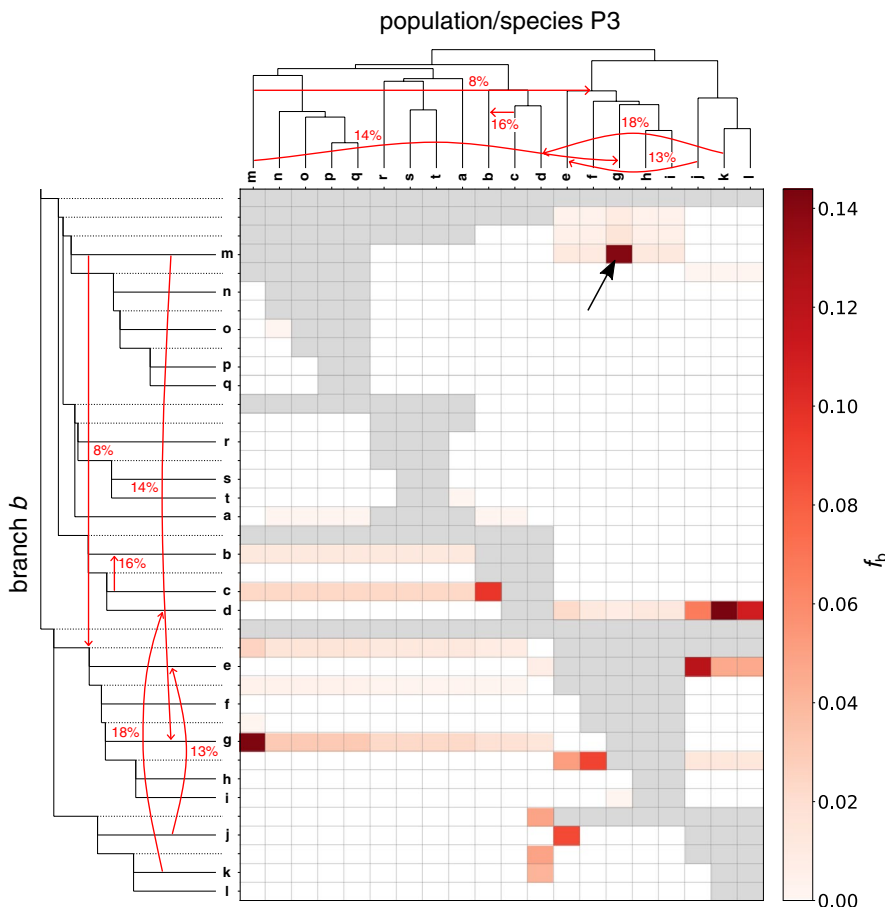 population/species P3
8%
16%
18%
14%
13%
m n o p q r s t a b c d e f g h i j k l
m
n
o
p
q
r
8%
s
14%
t
a
b
16%
c
d
e
f
18%
g
13%
h
i
j
k
l
branch b
0.14
0.12
0.10
0.08
0.06
0.04
0.02
0.00
f_b